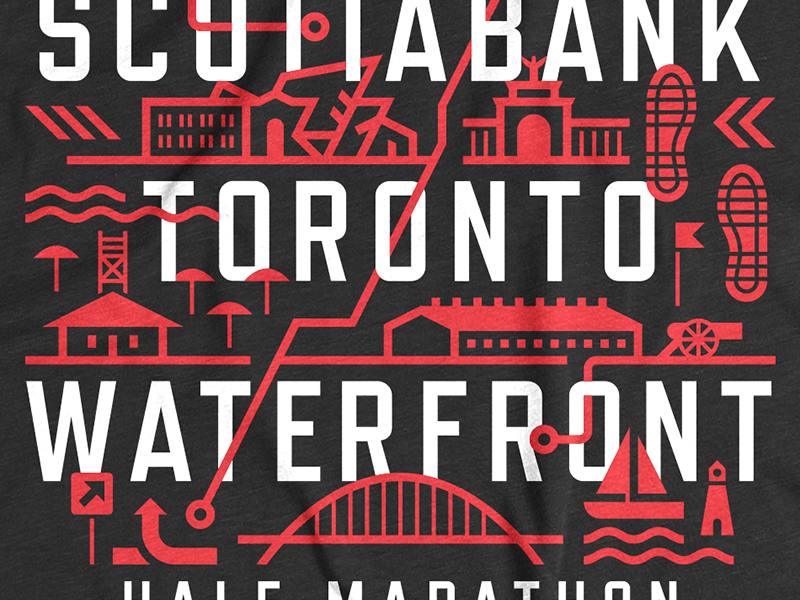 SCOTIABANK
TORONTO
WATERFRONT
HALF MARATHON